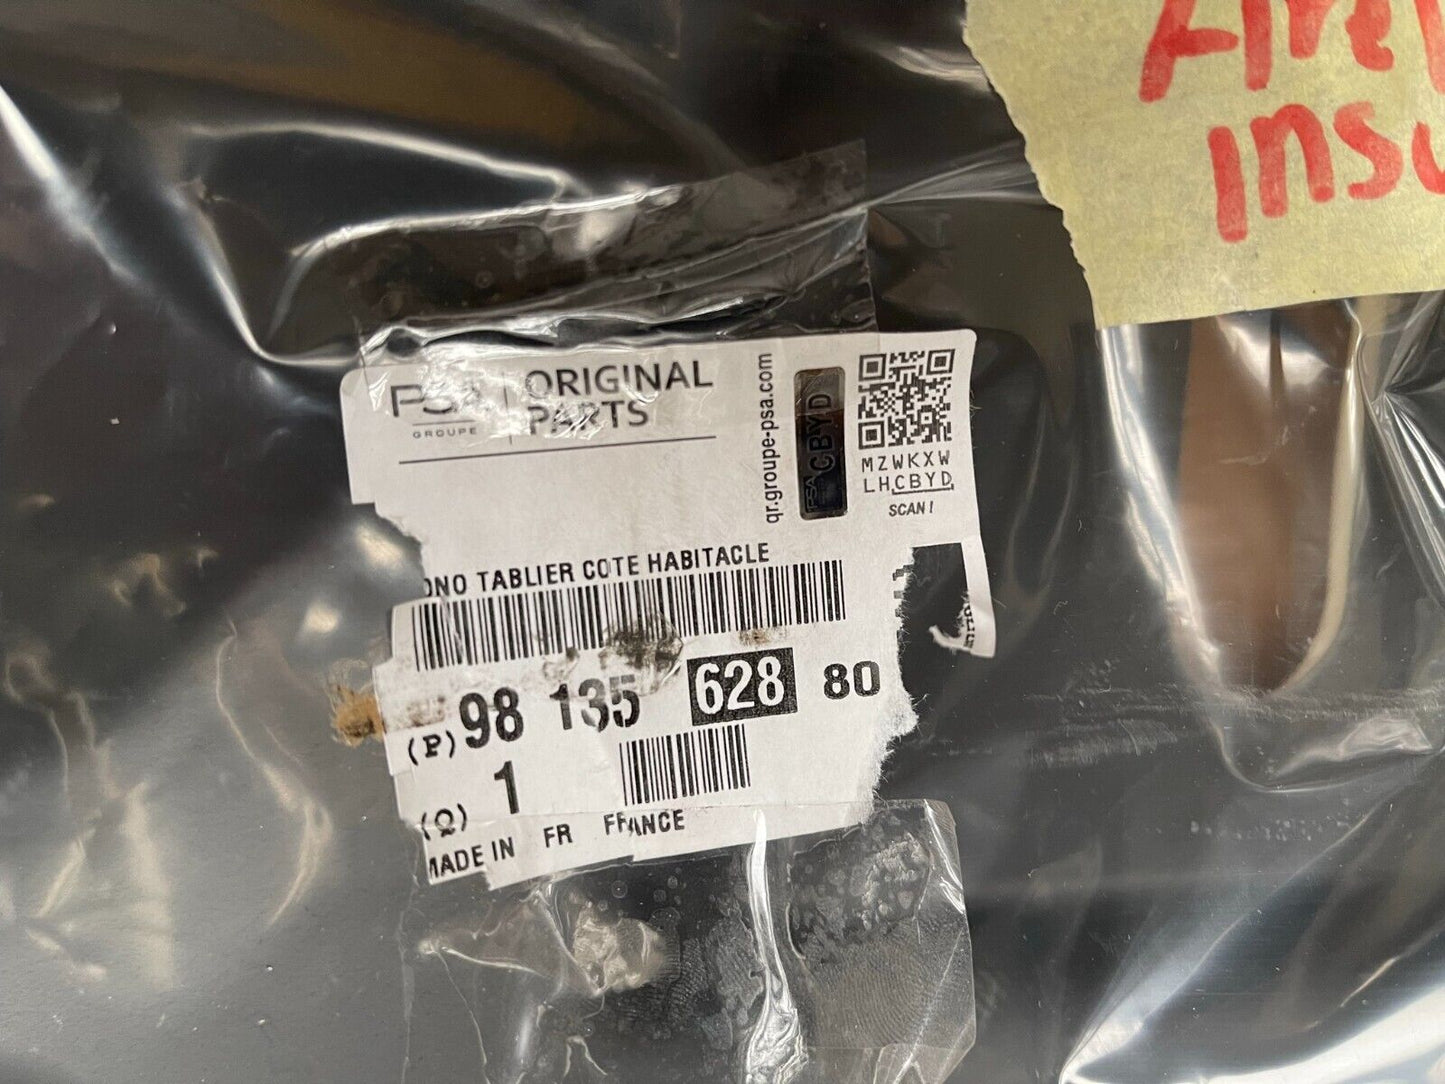 INSU
PSA
GROUPE
ORIGINAL
PARTS
qr.groupe-psa.com
PSA CBYD
MZWKXW
LHCBYD
SCAN !
ONO TABLIER COTE HABITACLE
(P) 98 135 628 80
(Q) 1
MADE IN FR FRANCE